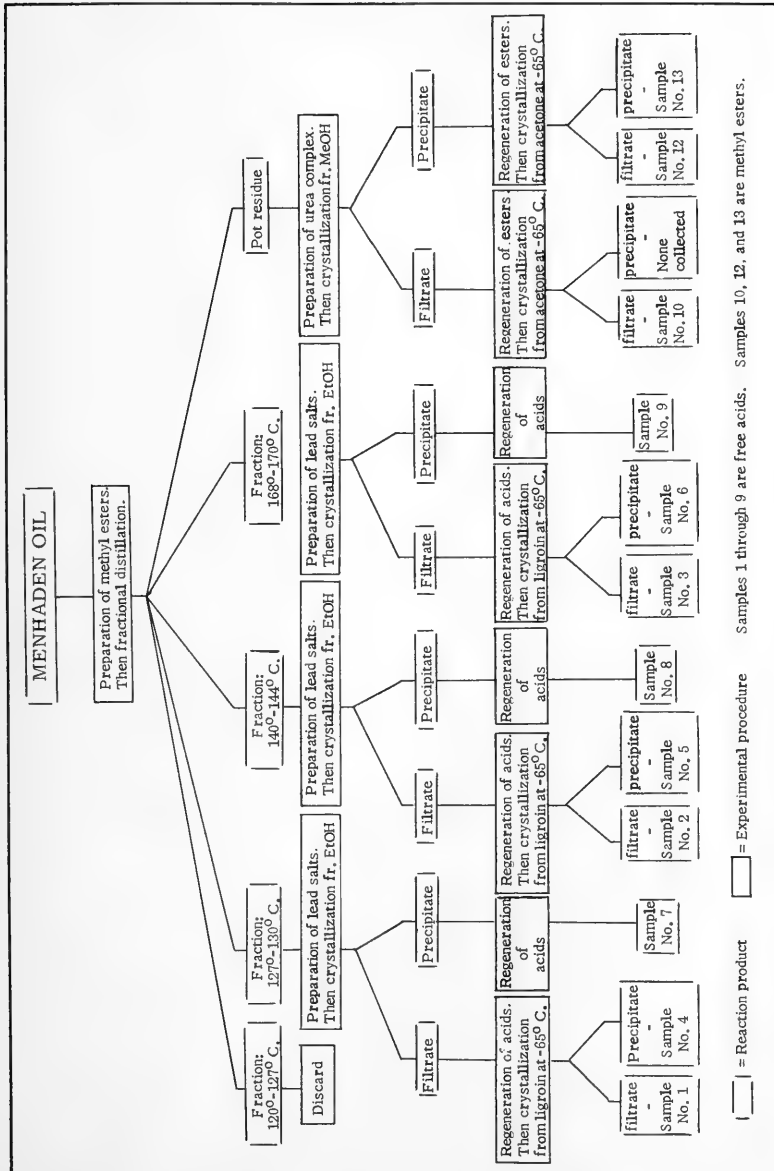 MENHADEN OIL
Preparation of methyl esters.
Then fractional distillation.
Fraction:
120°-127° C.
Discard
Fraction:
127°-130° C.
Preparation of lead salts.
Then crystallization fr. EtOH
Filtrate
Regeneration of acids.
Then crystallization
from ligroin at -65° C.
filtrate
-
Sample
No. 1
Precipitate
-
Sample
No. 4
Precipitate
Regeneration
of
acids
Sample
No. 7
Fraction:
140°-144° C.
Preparation of lead salts.
Then crystallization fr. EtOH
Filtrate
Regeneration of acids.
Then crystallization
from ligroin at -65° C.
filtrate
-
Sample
No. 2
precipitate
-
Sample
No. 5
Precipitate
Regeneration
of
acids
Sample
No. 8
Fraction:
168°-170° C.
Preparation of lead salts.
Then crystallization fr. EtOH
Filtrate
Regeneration of acids.
Then crystallization
from ligroin at -65° C.
filtrate
-
Sample
No. 3
precipitate
-
Sample
No. 6
Precipitate
Regeneration
of
acids
Sample
No. 9
Pot residue
Preparation of urea complex.
Then crystallization fr. MeOH
Filtrate
Regeneration of esters.
Then crystallization
from acetone at -65° C.
filtrate
-
Sample
No. 10
precipitate
-
None
collected
Precipitate
Regeneration of esters.
Then crystallization
from acetone at -65° C.
filtrate
-
Sample
No. 12
precipitate
-
Sample
No. 13
= Reaction product
= Experimental procedure
Samples 1 through 9 are free acids. Samples 10, 12, and 13 are methyl esters.